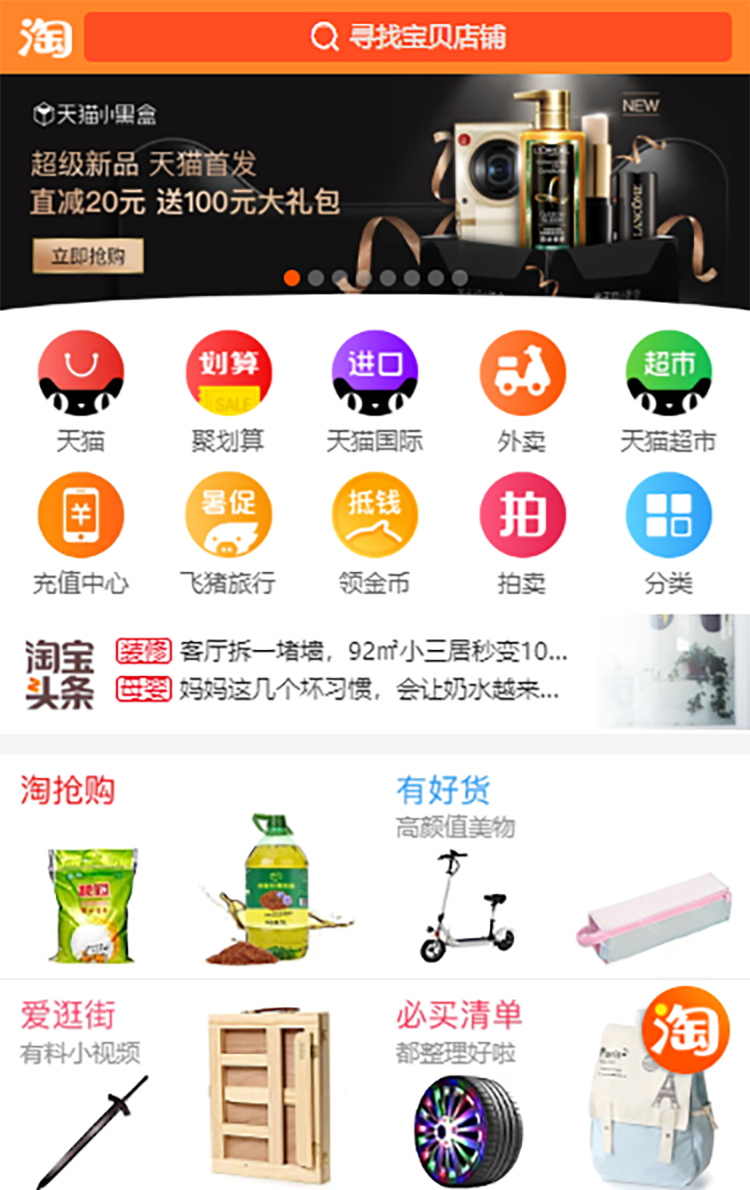 淘 寻找宝贝店铺
天猫小黑盒
NEW
超级新品 天猫首发
直减20元 送100元大礼包
立即抢购
L'ORÉAL
LANCÔME
划算 进口 超市
SALE
天猫 聚划算 天猫国际 外卖 天猫超市
¥ 暑促 抵钱 拍
充值中心 飞猪旅行 领金币 拍卖 分类
淘宝头条
装修 客厅拆一堵墙，92㎡小三居秒变10...
母婴 妈妈这几个坏习惯，会让奶水越来...
淘抢购 有好货
高颜值美物
爱逛街 必买清单
有料小视频 都整理好啦
淘
Paris